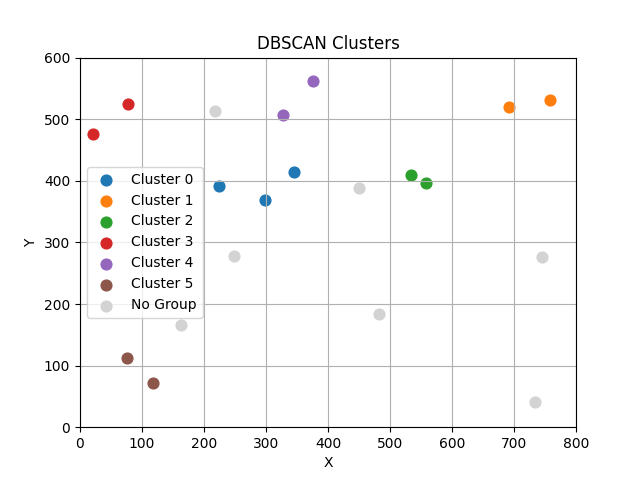 DBSCAN Clusters
600
500
400
300
200
100
0
Y
Cluster 0
Cluster 1
Cluster 2
Cluster 3
Cluster 4
Cluster 5
No Group
0 100 200 300 400 500 600 700 800
X